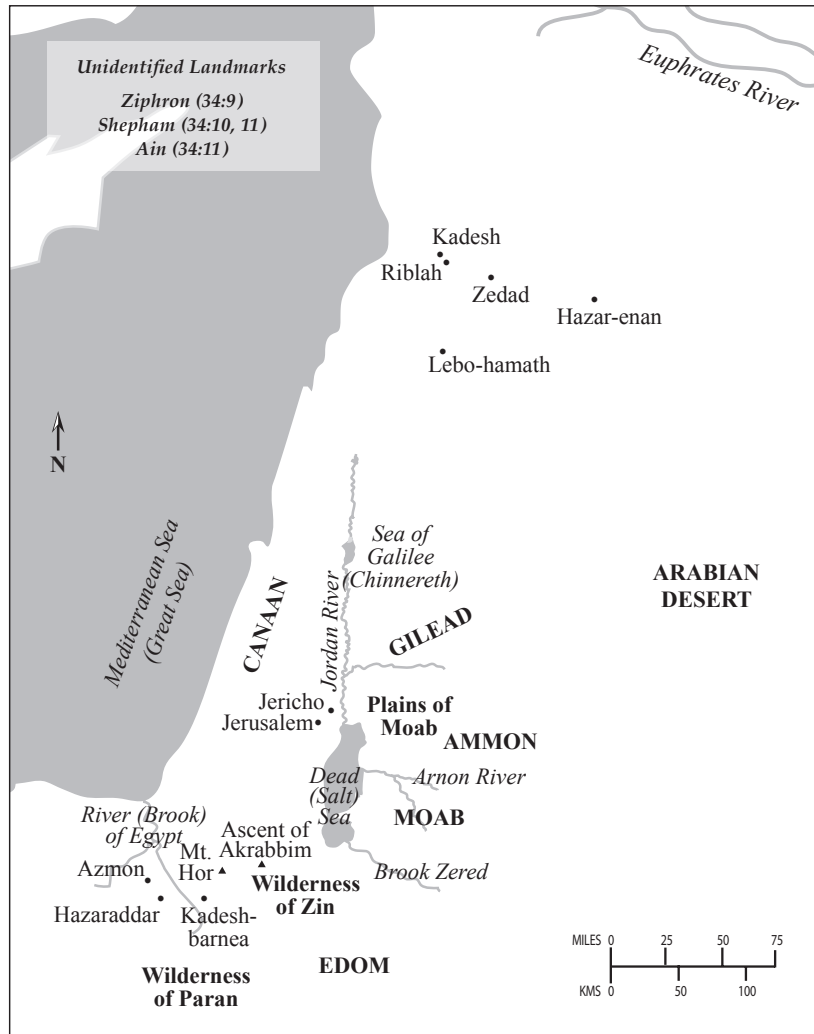 Unidentified Landmarks
Ziphron (34:9)
Shepham (34:10, 11)
Ain (34:11)
Euphrates River
Kadesh
Riblah
Zedad
Hazar-enan
Lebo-hamath
N
Mediterranean Sea
(Great Sea)
Sea of
Galilee
(Chinnereth)
ARABIAN
DESERT
CANAAN
Jordan River
GILEAD
Jericho
Jerusalem
Plains of
Moab
AMMON
Dead
(Salt)
Sea
Arnon River
MOAB
River (Brook)
of Egypt
Ascent of
Akrabbim
Mt.
Hor
Azmon
Brook Zered
Wilderness
of Zin
Hazaraddar
Kadesh-
barnea
EDOM
Wilderness
of Paran
MILES 0 25 50 75
KMS 0 50 100